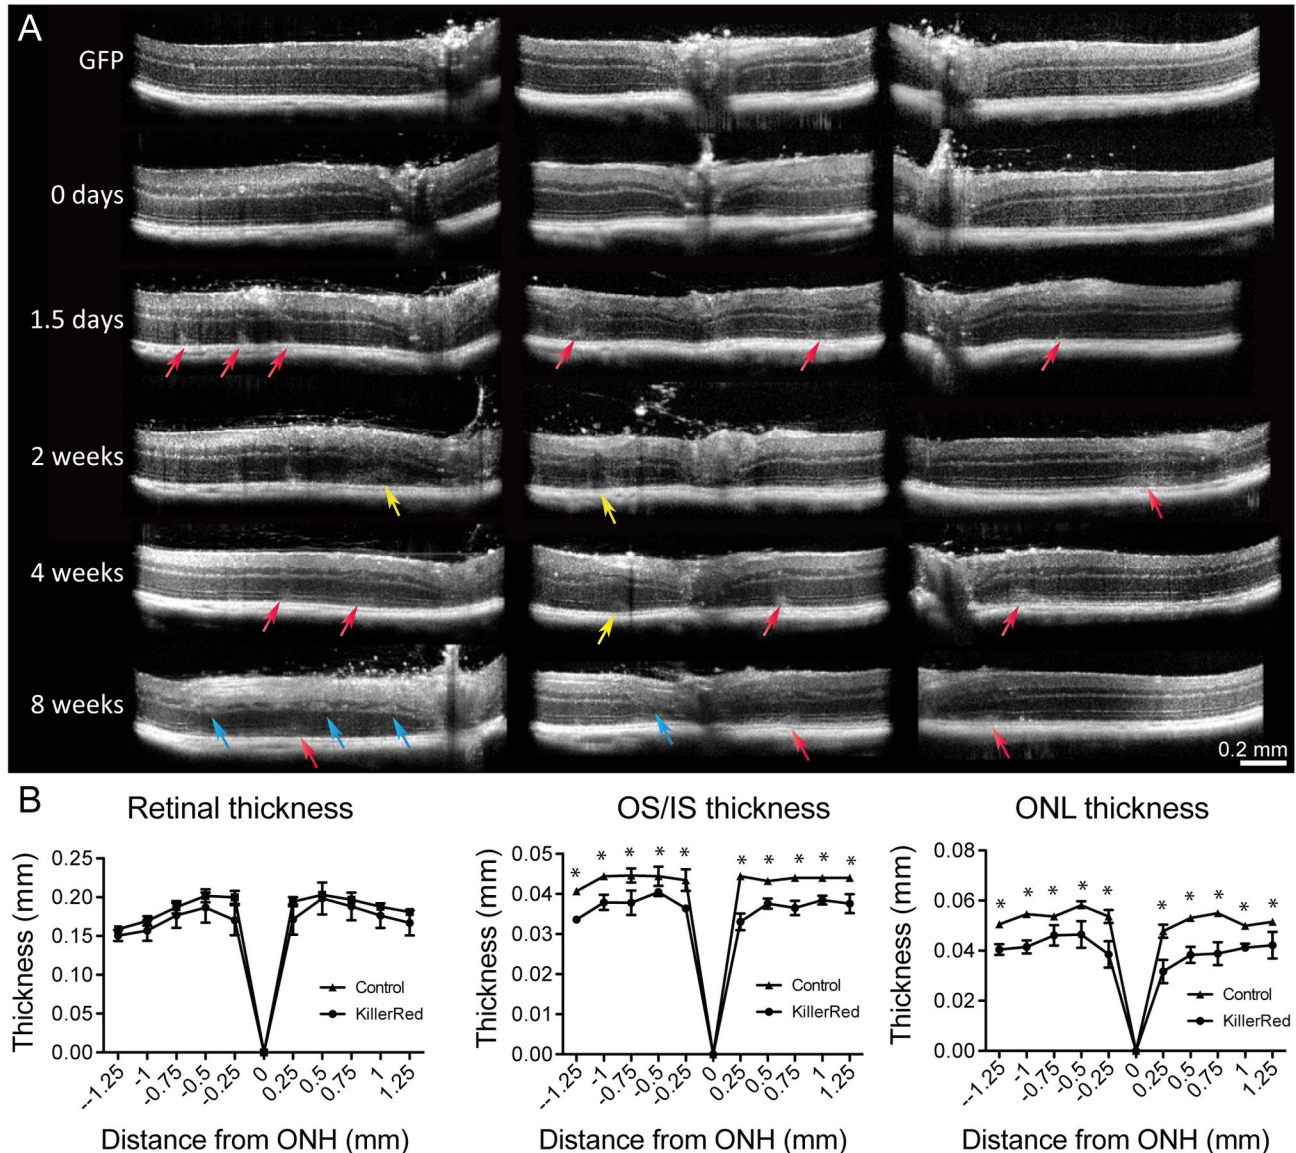 A
GFP
0 days
1.5 days
2 weeks
4 weeks
8 weeks
0.2 mm
B
Retinal thickness
Thickness (mm)
0.25
0.20
0.15
0.10
0.05
0.00
Control
KillerRed
--1.25 -1 -0.75 -0.5 -0.25 0 0.25 0.5 0.75 1 1.25
Distance from ONH (mm)
OS/IS thickness
Thickness (mm)
0.05
0.04
0.03
0.02
0.01
0.00
* * * * * * * * * *
Control
KillerRed
--1.25 -1 -0.75 -0.5 -0.25 0 0.25 0.5 0.75 1 1.25
Distance from ONH (mm)
ONL thickness
Thickness (mm)
0.08
0.06
0.04
0.02
0.00
* * * * * * * * * *
Control
KillerRed
--1.25 -1 -0.75 -0.5 -0.25 0 0.25 0.5 0.75 1 1.25
Distance from ONH (mm)